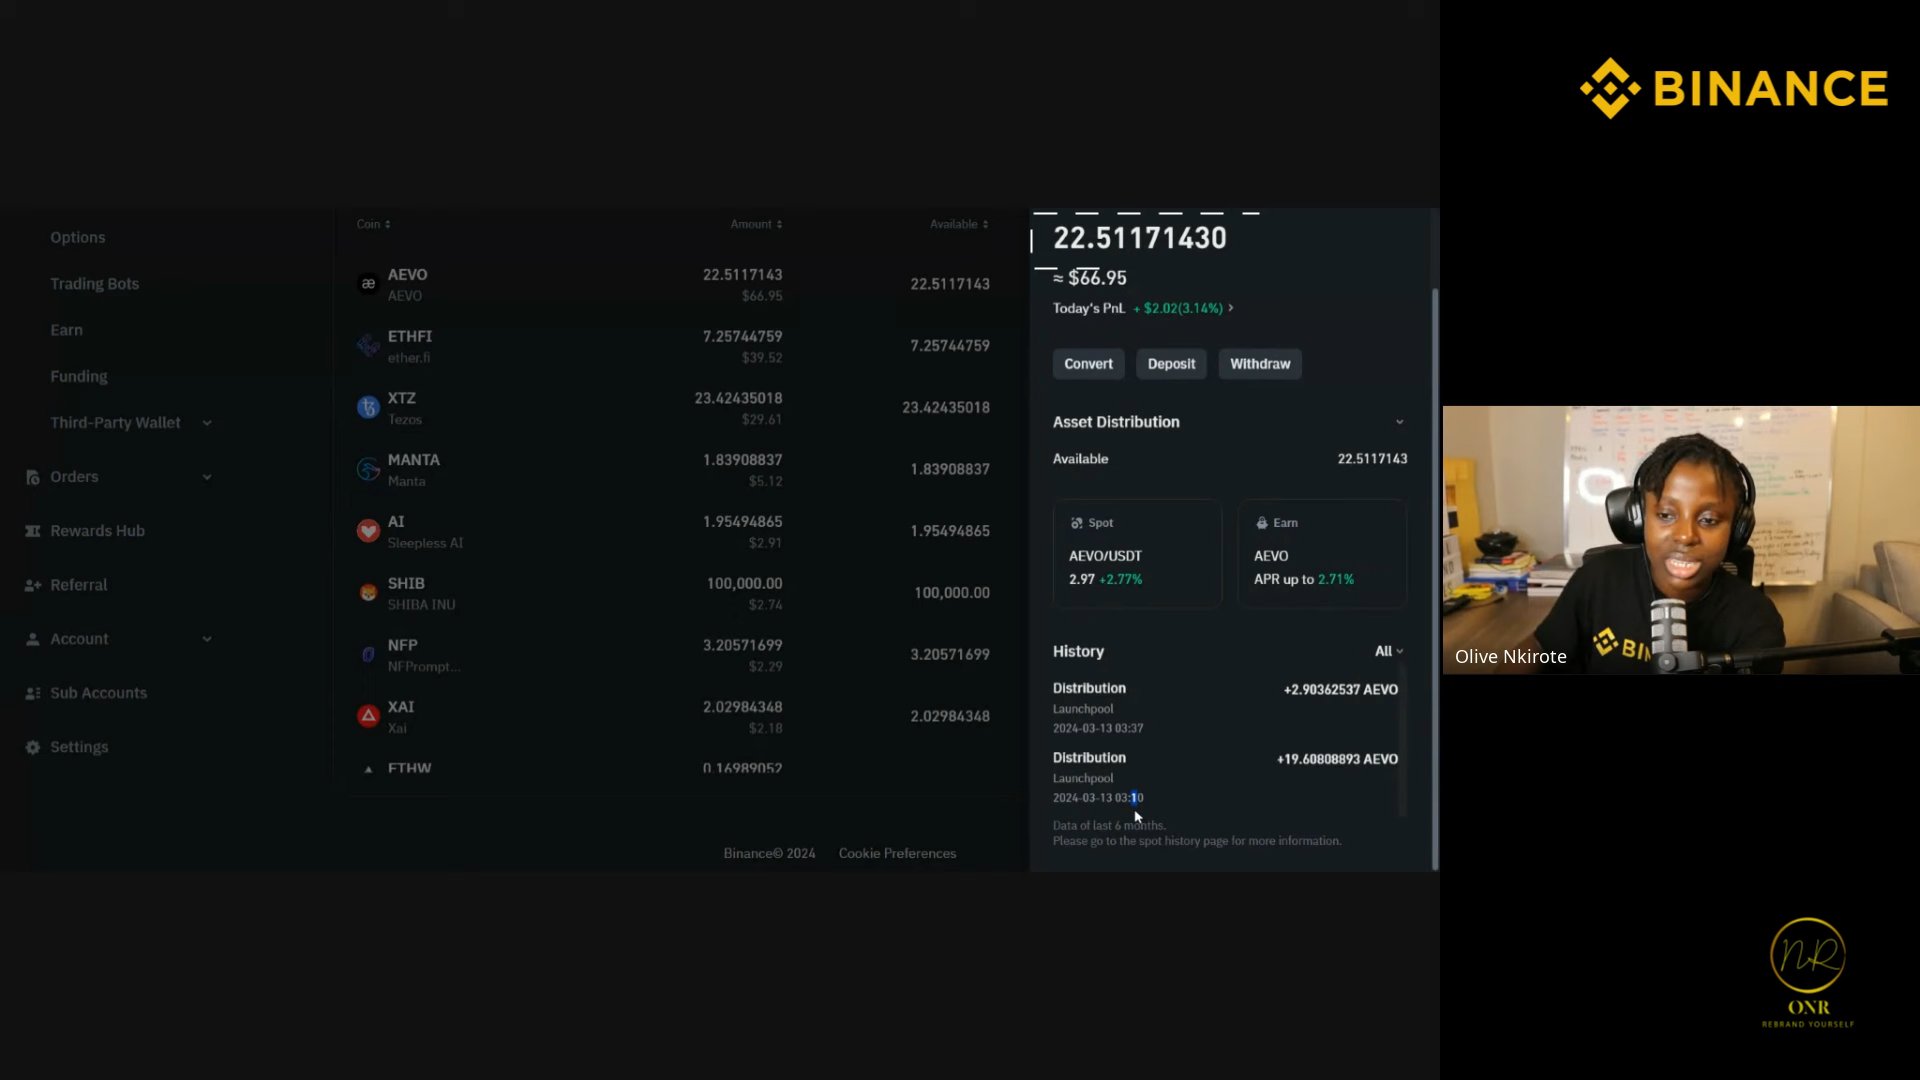 BINANCE
Options
Trading Bots
Earn
Funding
Third-Party Wallet
Orders
Rewards Hub
Referral
Account
Sub Accounts
Settings
Coin Amount Available
AEVO 22.5117143
AEVO $66.95 22.5117143
ETHFI 7.25744759
ether.fi $39.52 7.25744759
XTZ 23.42435018
Tezos $29.61 23.42435018
MANTA 1.83908837
Manta $5.12 1.83908837
AI 1.95494865
Sleepless AI $2.91 1.95494865
SHIB 100,000.00
SHIBA INU $2.74 100,000.00
NFP 3.20571699
NFPrompt... $2.29 3.20571699
XAI 2.02984348
Xai $2.18 2.02984348
ETHW 0.16989052
Binance© 2024 Cookie Preferences
22.51171430
≈ $66.95
Today's PnL + $2.02(3.14%)
Convert Deposit Withdraw
Asset Distribution
Available 22.5117143
Spot
AEVO/USDT
2.97 +2.77%
Earn
AEVO
APR up to 2.71%
History All
Distribution +2.90362537 AEVO
Launchpool
2024-03-13 03:37
Distribution +19.60808893 AEVO
Launchpool
2024-03-13 03:10
Data of last 6 months.
Please go to the spot history page for more information.
Olive Nkirote
NR
ONR
REBRAND YOURSELF